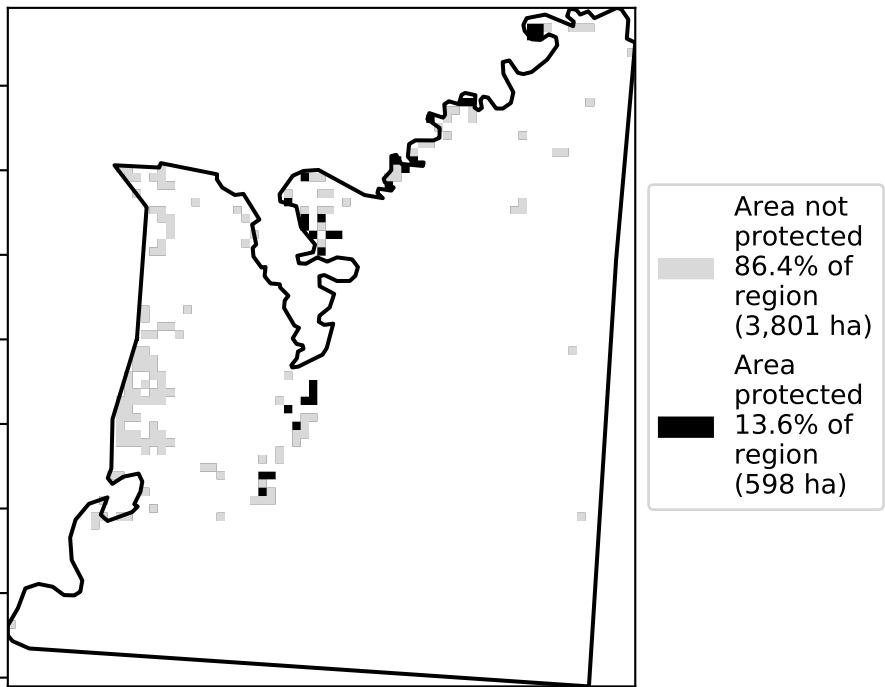 Area not
protected
86.4% of
region
(3,801 ha)
Area
protected
13.6% of
region
(598 ha)